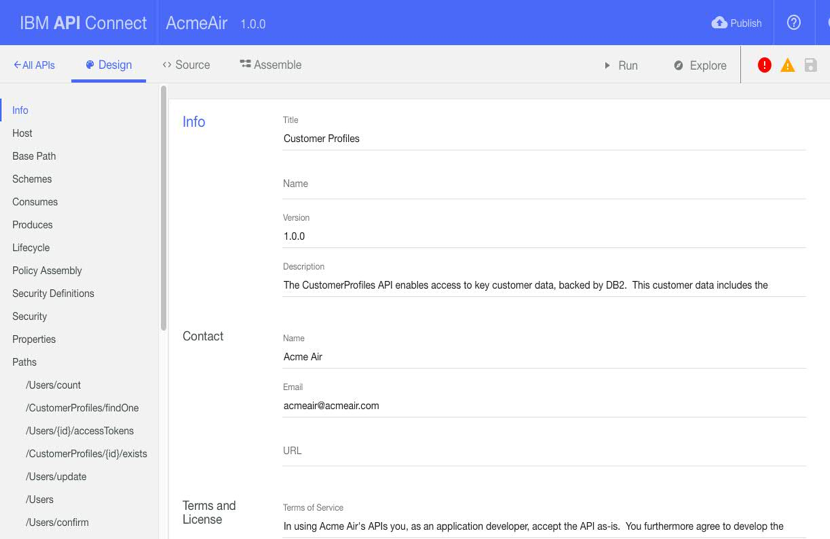 IBM API Connect AcmeAir 1.0.0 Publish ?
All APIs Design Source Assemble Run Explore
Info
Host
Base Path
Schemes
Consumes
Produces
Lifecycle
Policy Assembly
Security Definitions
Security
Properties
Paths
/Users/count
/CustomerProfiles/findOne
/Users/{id}/accessTokens
/CustomerProfiles/{id}/exists
/Users/update
/Users
/Users/confirm
Info
Title
Customer Profiles
Name
Version
1.0.0
Description
The CustomerProfiles API enables access to key customer data, backed by DB2. This customer data includes the
Contact
Name
Acme Air
Email
acmeair@acmeair.com
URL
Terms and
License
Terms of Service
In using Acme Air's APIs you, as an application developer, accept the API as-is. You furthermore agree to develop the